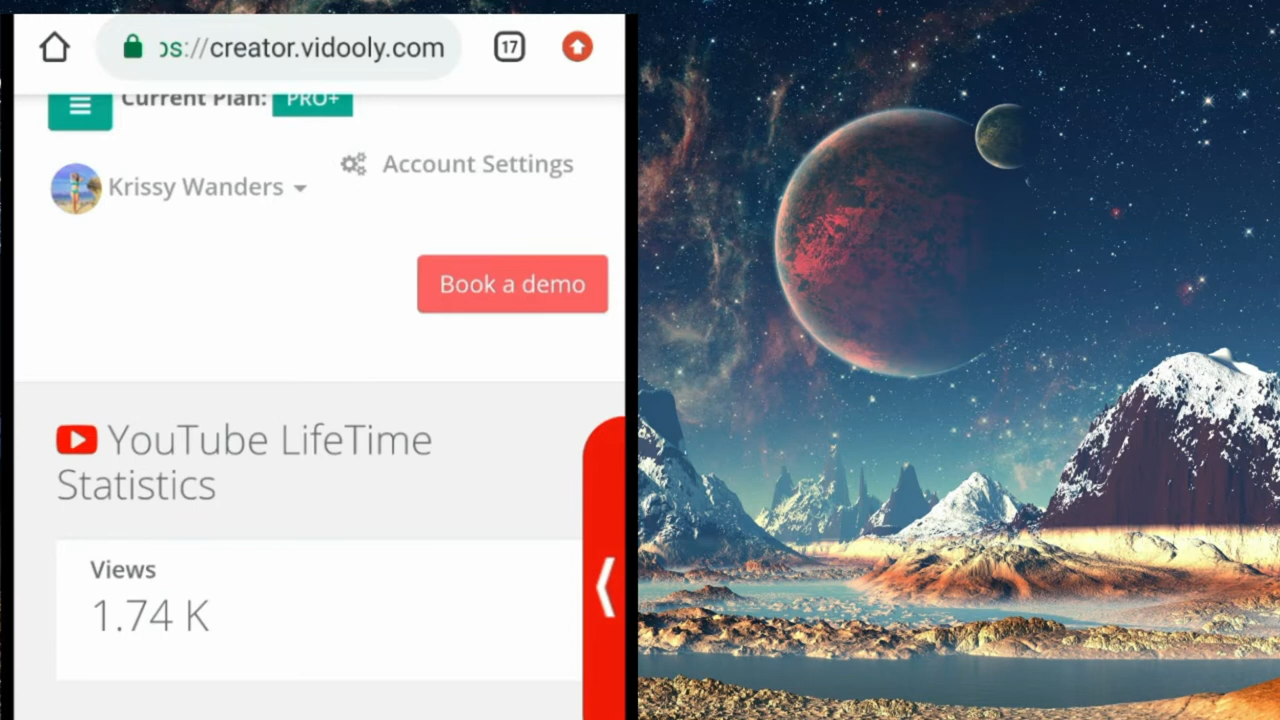 ps://creator.vidooly.com
17
Current Plan: PRO+
Account Settings
Krissy Wanders
Book a demo
YouTube LifeTime
Statistics
Views
1.74 K